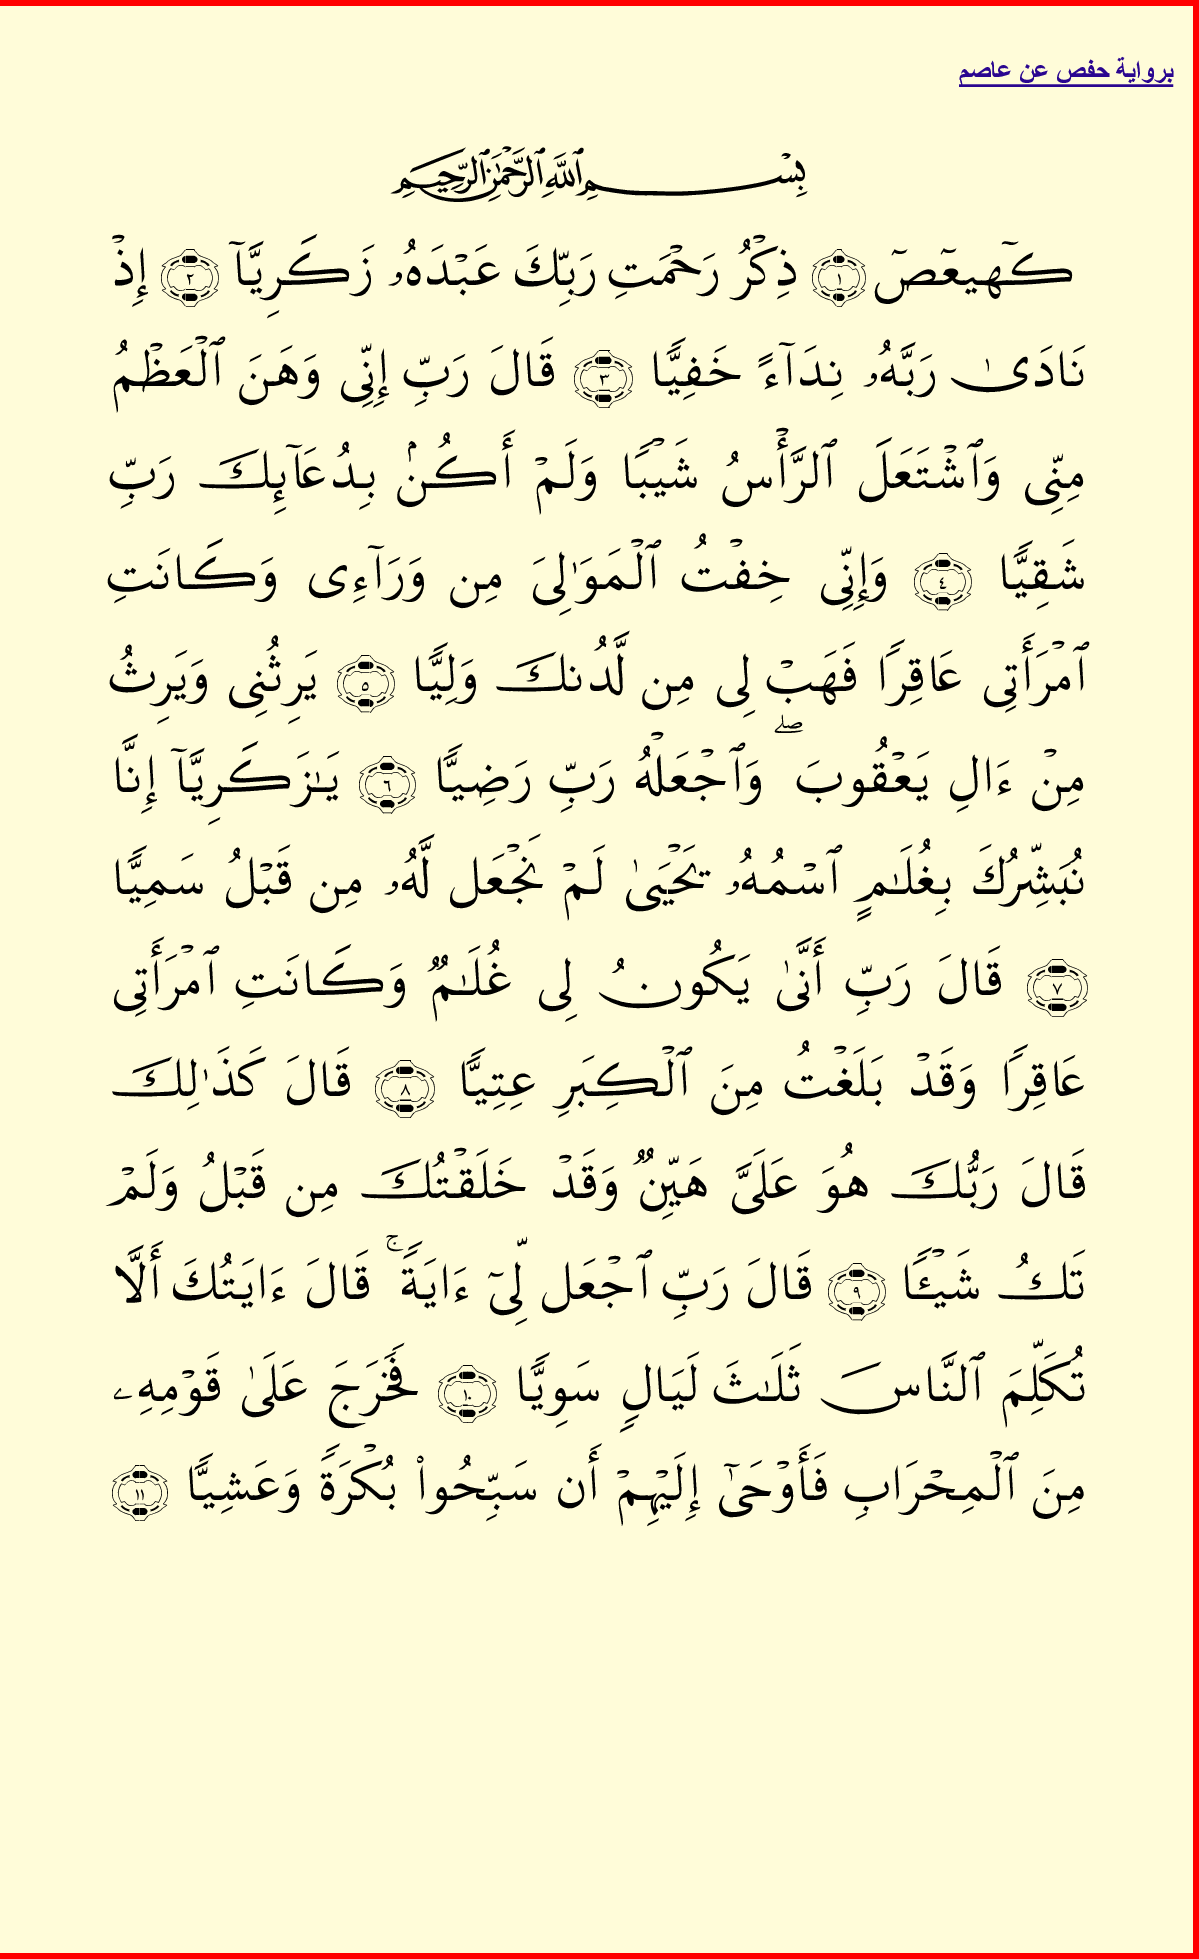 برواية حفص عن عاصم
بِسۡمِ ٱللَّهِ ٱلرَّحۡمَٰنِ ٱلرَّحِيمِ
كٓهيعٓصٓ ١ ذِكۡرُ رَحۡمَتِ رَبِّكَ عَبۡدَهُۥ زَكَرِيَّآ ٢ إِذۡ
نَادَىٰ رَبَّهُۥ نِدَآءً خَفِيّٗا ٣ قَالَ رَبِّ إِنِّي وَهَنَ ٱلۡعَظۡمُ
مِنِّي وَٱشۡتَعَلَ ٱلرَّأۡسُ شَيۡبٗا وَلَمۡ أَكُنۢ بِدُعَآئِكَ رَبِّ
شَقِيّٗا ٤ وَإِنِّي خِفۡتُ ٱلۡمَوَٰلِيَ مِن وَرَآءِي وَكَانَتِ
ٱمۡرَأَتِي عَاقِرٗا فَهَبۡ لِي مِن لَّدُنكَ وَلِيّٗا ٥ يَرِثُنِي وَيَرِثُ
مِنۡ ءَالِ يَعۡقُوبَۖ وَٱجۡعَلۡهُ رَبِّ رَضِيّٗا ٦ يَٰزَكَرِيَّآ إِنَّا
نُبَشِّرُكَ بِغُلَٰمٍ ٱسۡمُهُۥ يَحۡيَىٰ لَمۡ نَجۡعَل لَّهُۥ مِن قَبۡلُ سَمِيّٗا
٧ قَالَ رَبِّ أَنَّىٰ يَكُونُ لِي غُلَٰمٞ وَكَانَتِ ٱمۡرَأَتِي
عَاقِرٗا وَقَدۡ بَلَغۡتُ مِنَ ٱلۡكِبَرِ عِتِيّٗا ٨ قَالَ كَذَٰلِكَ
قَالَ رَبُّكَ هُوَ عَلَيَّ هَيِّنٞ وَقَدۡ خَلَقۡتُكَ مِن قَبۡلُ وَلَمۡ
تَكُ شَيۡـٔٗا ٩ قَالَ رَبِّ ٱجۡعَل لِّيٓ ءَايَةٗۚ قَالَ ءَايَتُكَ أَلَّا
تُكَلِّمَ ٱلنَّاسَ ثَلَٰثَ لَيَالٖ سَوِيّٗا ١٠ فَخَرَجَ عَلَىٰ قَوۡمِهِۦ
مِنَ ٱلۡمِحۡرَابِ فَأَوۡحَىٰٓ إِلَيۡهِمۡ أَن سَبِّحُواْ بُكۡرَةٗ وَعَشِيّٗا ١١